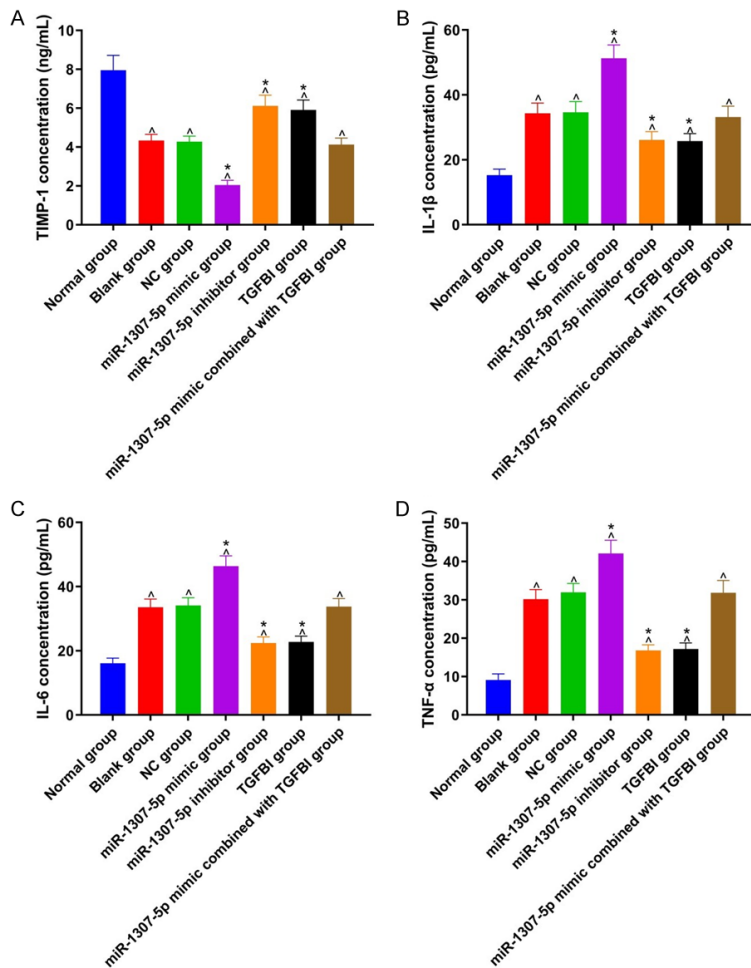 A
TIMP-1 concentration (ng/mL)
10
8
6
4
2
0
^
^
*
^
*
^
*
^
^
Normal group
Blank group
NC group
miR-1307-5p mimic group
miR-1307-5p inhibitor group
TGFBI group
miR-1307-5p mimic combined with TGFBI group
B
IL-1β concentration (pg/mL)
60
40
20
0
^
^
*
^
*
^
*
^
^
Normal group
Blank group
NC group
miR-1307-5p mimic group
miR-1307-5p inhibitor group
TGFBI group
miR-1307-5p mimic combined with TGFBI group
C
IL-6 concentration (pg/mL)
60
40
20
0
^
^
*
^
*
^
*
^
^
Normal group
Blank group
NC group
miR-1307-5p mimic group
miR-1307-5p inhibitor group
TGFBI group
miR-1307-5p mimic combined with TGFBI group
D
TNF-α concentration (pg/mL)
50
40
30
20
10
0
^
^
*
^
*
^
*
^
^
Normal group
Blank group
NC group
miR-1307-5p mimic group
miR-1307-5p inhibitor group
TGFBI group
miR-1307-5p mimic combined with TGFBI group